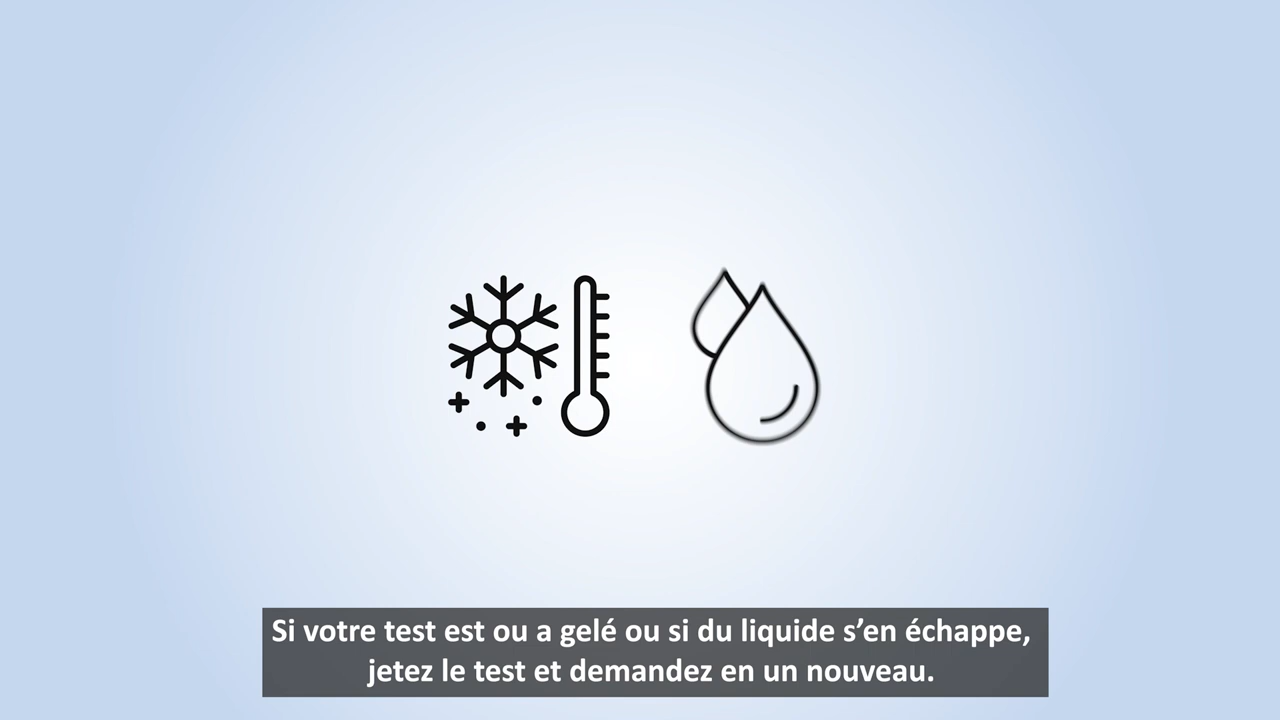 Si votre test est ou a gelé ou si du liquide s’en échappe,
jetez le test et demandez en un nouveau.